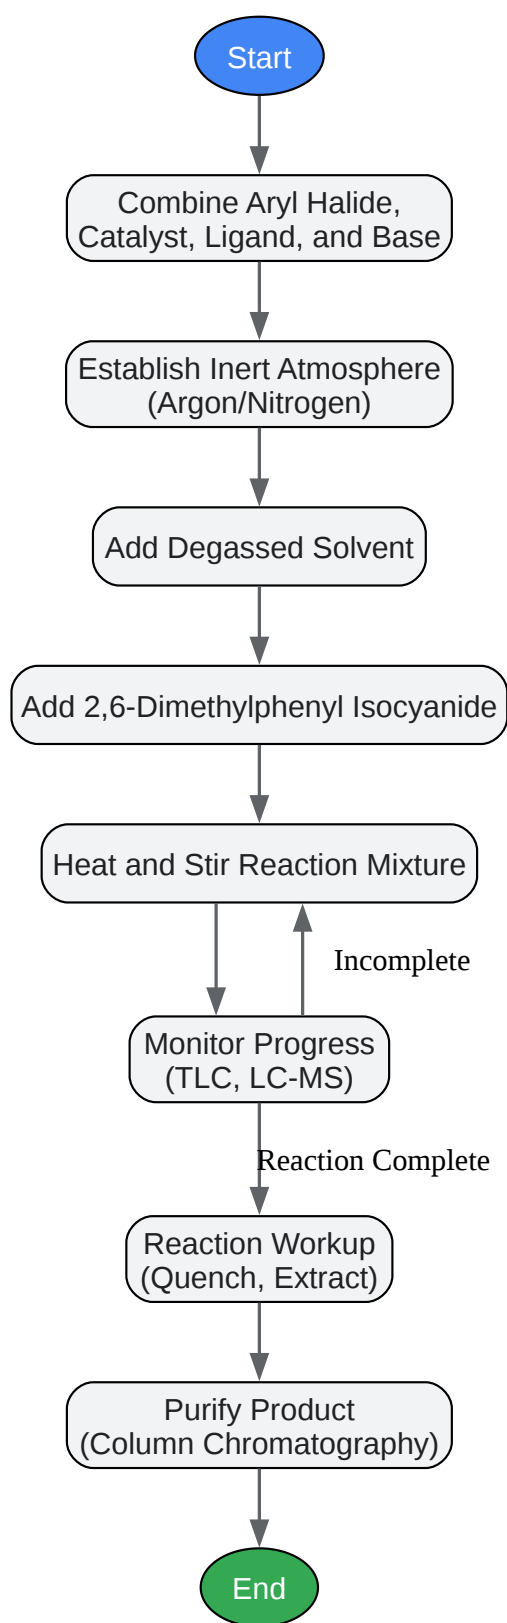 Start
Combine Aryl Halide,
Catalyst, Ligand, and Base
Establish Inert Atmosphere
(Argon/Nitrogen)
Add Degassed Solvent
Add 2,6-Dimethylphenyl Isocyanide
Heat and Stir Reaction Mixture
Incomplete
Monitor Progress
(TLC, LC-MS)
Reaction Complete
Reaction Workup
(Quench, Extract)
Purify Product
(Column Chromatography)
End